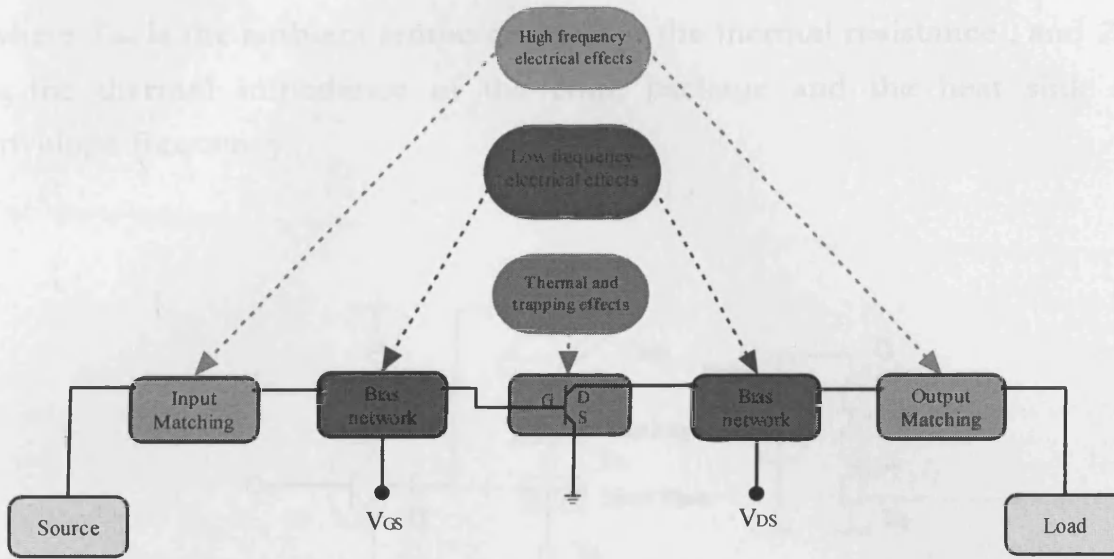 High frequency
electrical effects
Low frequency
electrical effects
Thermal and
trapping effects
Input
Matching
Bias
network
G D
S
Bias
network
Output
Matching
Source
VGS
VDS
Load